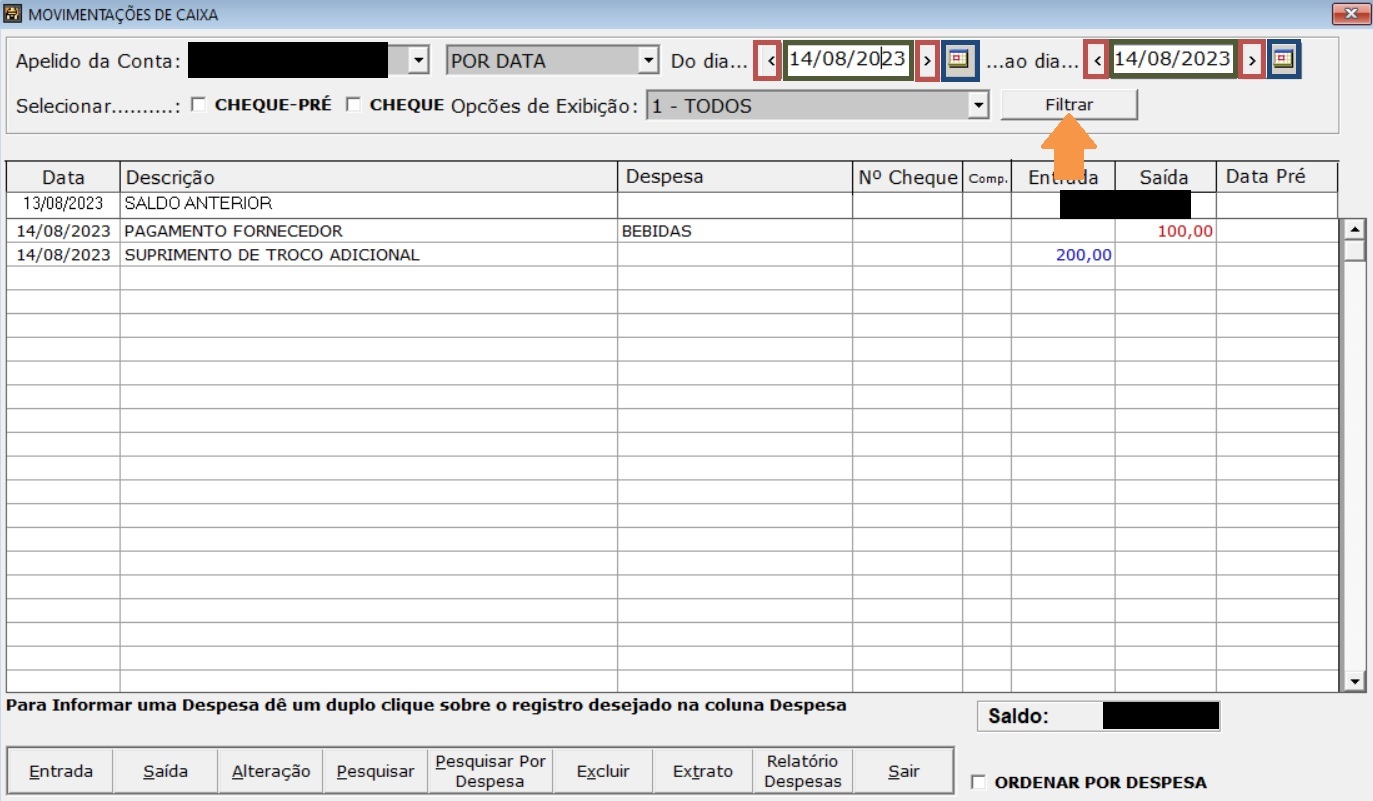 MOVIMENTAÇÕES DE CAIXA
Apelido da Conta: POR DATA Do dia... < 14/08/2023 > ...ao dia... < 14/08/2023 >
Selecionar..........: CHEQUE-PRÉ CHEQUE Opcões de Exibição: 1 - TODOS Filtrar
Data Descrição Despesa Nº Cheque Comp. Entrada Saída Data Pré
13/08/2023 SALDO ANTERIOR
14/08/2023 PAGAMENTO FORNECEDOR BEBIDAS 100,00
14/08/2023 SUPRIMENTO DE TROCO ADICIONAL 200,00
Para Informar uma Despesa dê um duplo clique sobre o registro desejado na coluna Despesa
Saldo:
Entrada Saída Alteração Pesquisar Pesquisar Por Despesa Excluir Extrato Relatório Despesas Sair
ORDENAR POR DESPESA